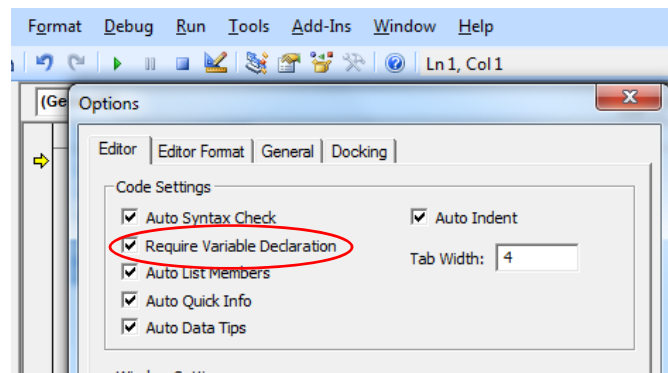 Format Debug Run Tools Add-Ins Window Help
Ln 1, Col 1
(Ge
Options
X
Editor Editor Format General Docking
Code Settings
Auto Syntax Check Auto Indent
Require Variable Declaration
Tab Width: 4
Auto List Members
Auto Quick Info
Auto Data Tips